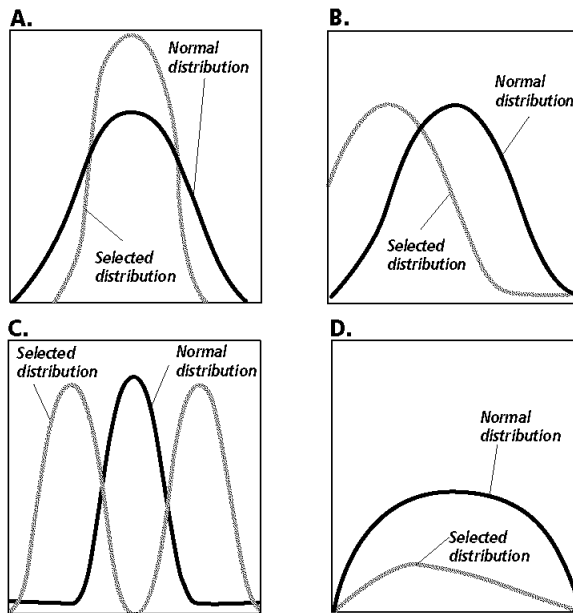 A.
Normal
distribution
Selected
distribution
B.
Normal
distribution
Selected
distribution
C.
Selected
distribution
Normal
distribution
D.
Normal
distribution
Selected
distribution